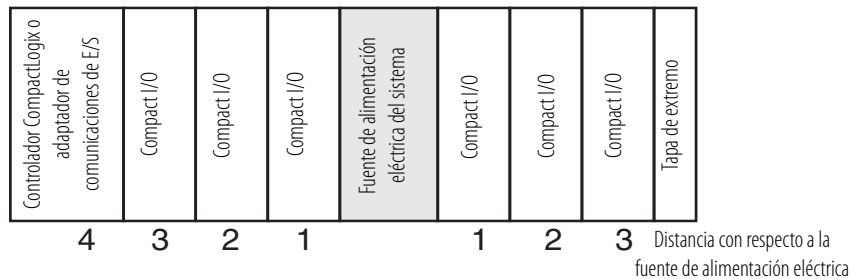 Controlador CompactLogix o
adaptador de
comunicaciones de E/S
Compact I/O
Compact I/O
Compact I/O
Fuente de alimentación
eléctrica del sistema
Compact I/O
Compact I/O
Compact I/O
Tapa de extremo
4 3 2 1 1 2 3 Distancia con respecto a la
fuente de alimentación eléctrica